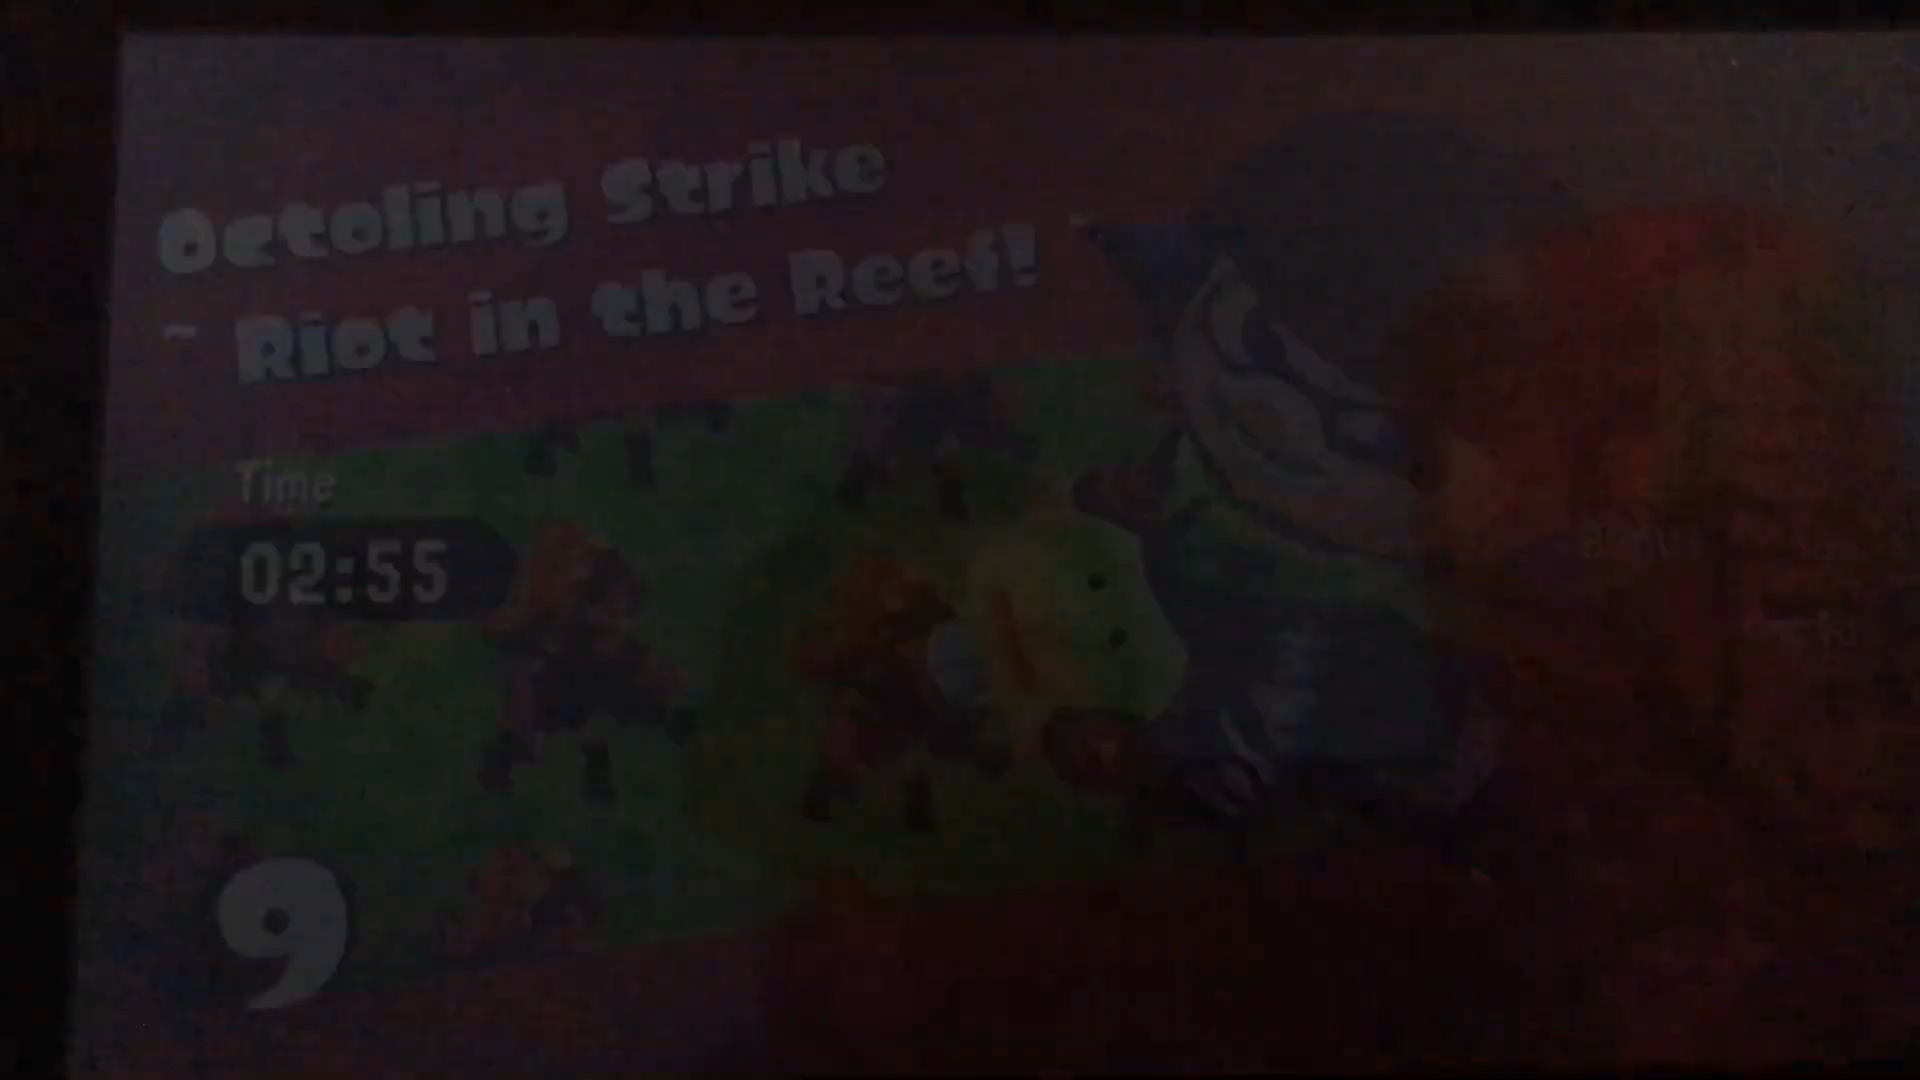 Octoling Strike
~ Riot in the Reef!
Time
02:55
9